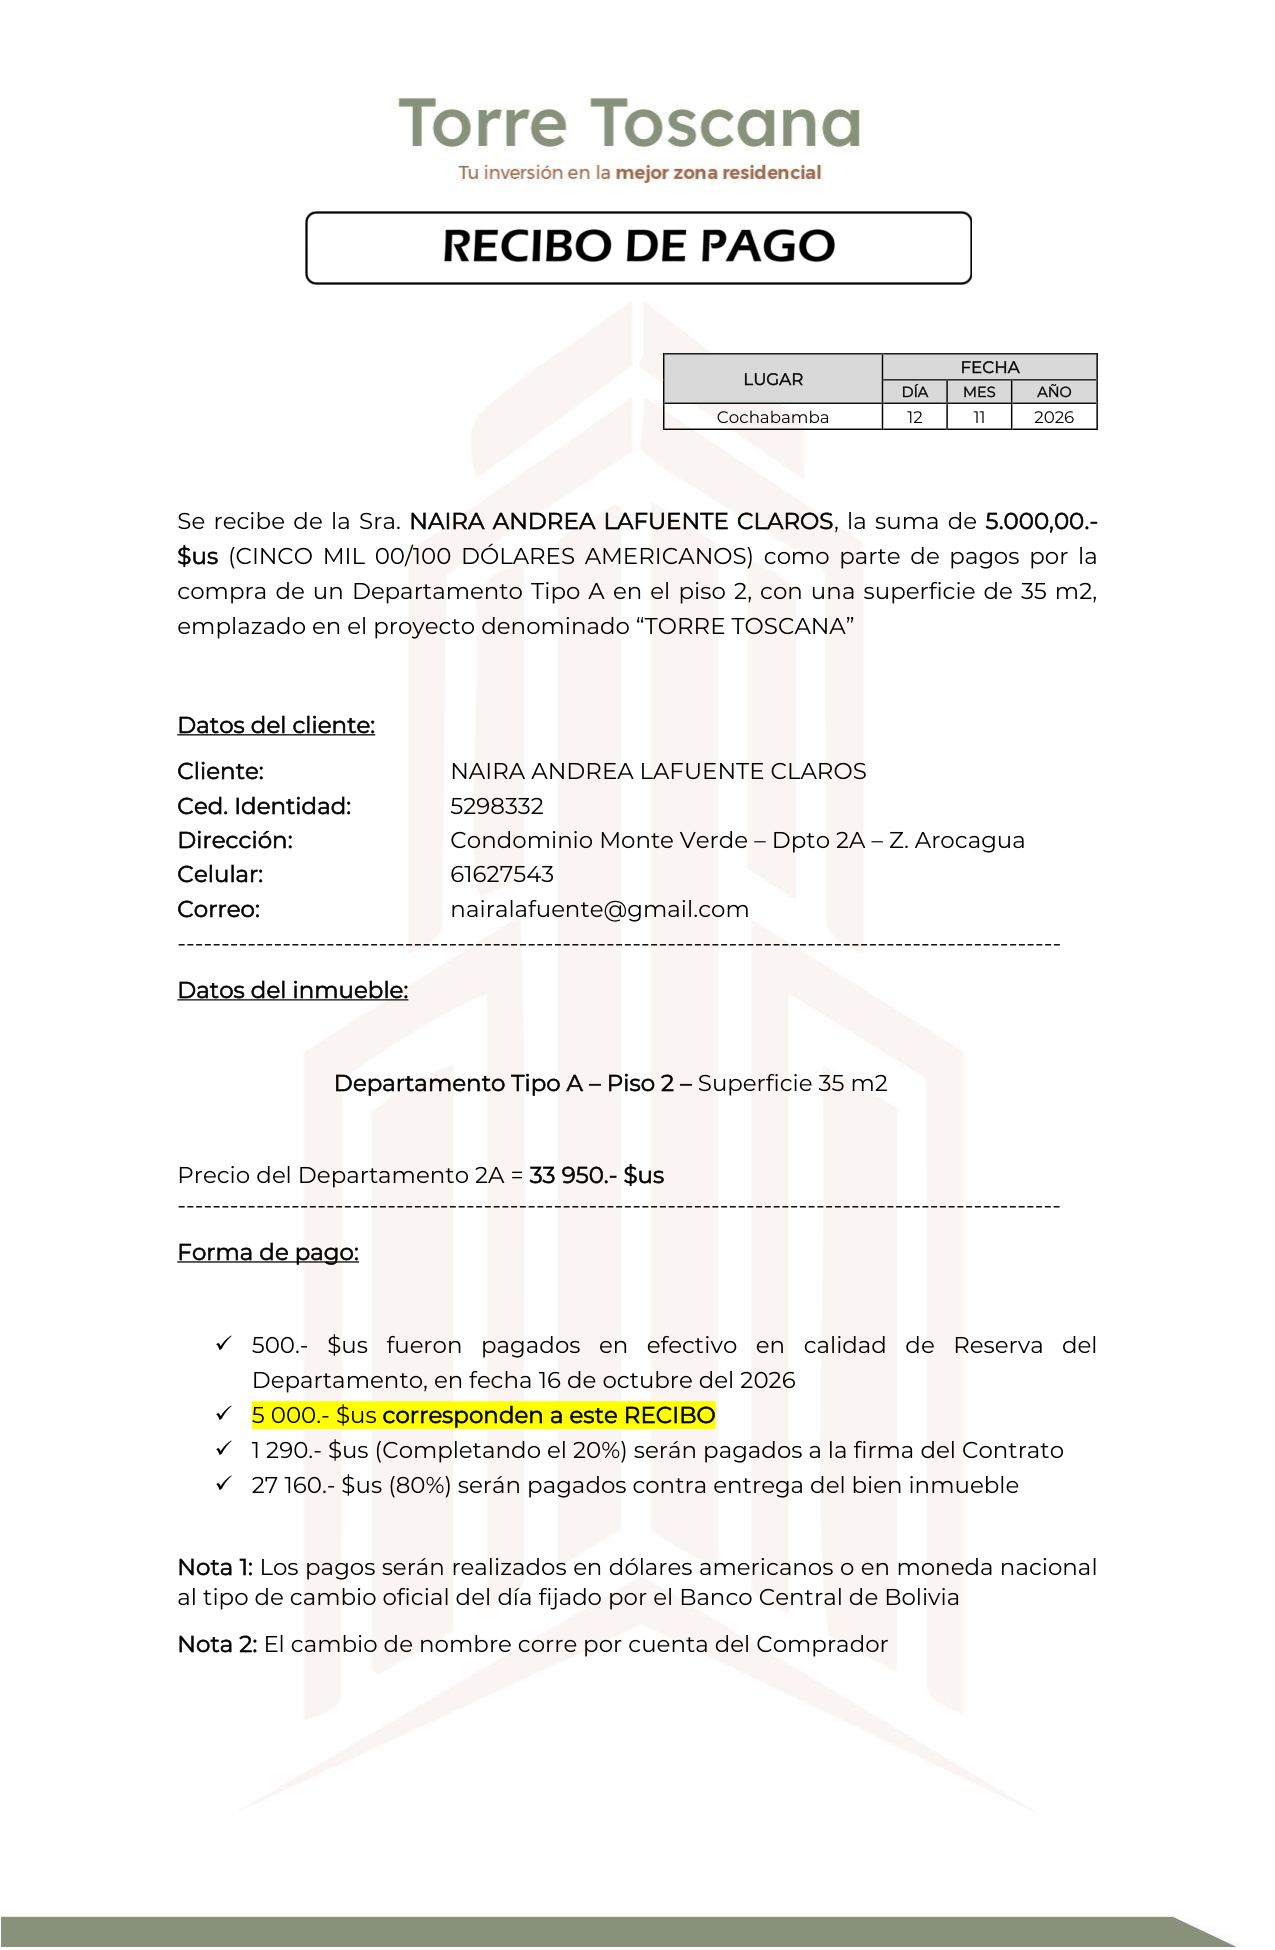 Torre Toscana
Tu inversión en la mejor zona residencial
RECIBO DE PAGO
LUGAR
FECHA
DÍA MES AÑO
Cochabamba 12 11 2026
Se recibe de la Sra. NAIRA ANDREA LAFUENTE CLAROS, la suma de 5.000,00.-
$us (CINCO MIL 00/100 DÓLARES AMERICANOS) como parte de pagos por la
compra de un Departamento Tipo A en el piso 2, con una superficie de 35 m2,
emplazado en el proyecto denominado “TORRE TOSCANA”
Datos del cliente:
Cliente: NAIRA ANDREA LAFUENTE CLAROS
Ced. Identidad: 5298332
Dirección: Condominio Monte Verde – Dpto 2A – Z. Arocagua
Celular: 61627543
Correo: nairalafuente@gmail.com
----------------------------------------------------------------------------------------------------
Datos del inmueble:
Departamento Tipo A – Piso 2 – Superficie 35 m2
Precio del Departamento 2A = 33 950.- $us
----------------------------------------------------------------------------------------------------
Forma de pago:
✓ 500.- $us fueron pagados en efectivo en calidad de Reserva del
Departamento, en fecha 16 de octubre del 2026
✓ 5 000.- $us corresponden a este RECIBO
✓ 1 290.- $us (Completando el 20%) serán pagados a la firma del Contrato
✓ 27 160.- $us (80%) serán pagados contra entrega del bien inmueble
Nota 1: Los pagos serán realizados en dólares americanos o en moneda nacional
al tipo de cambio oficial del día fijado por el Banco Central de Bolivia
Nota 2: El cambio de nombre corre por cuenta del Comprador